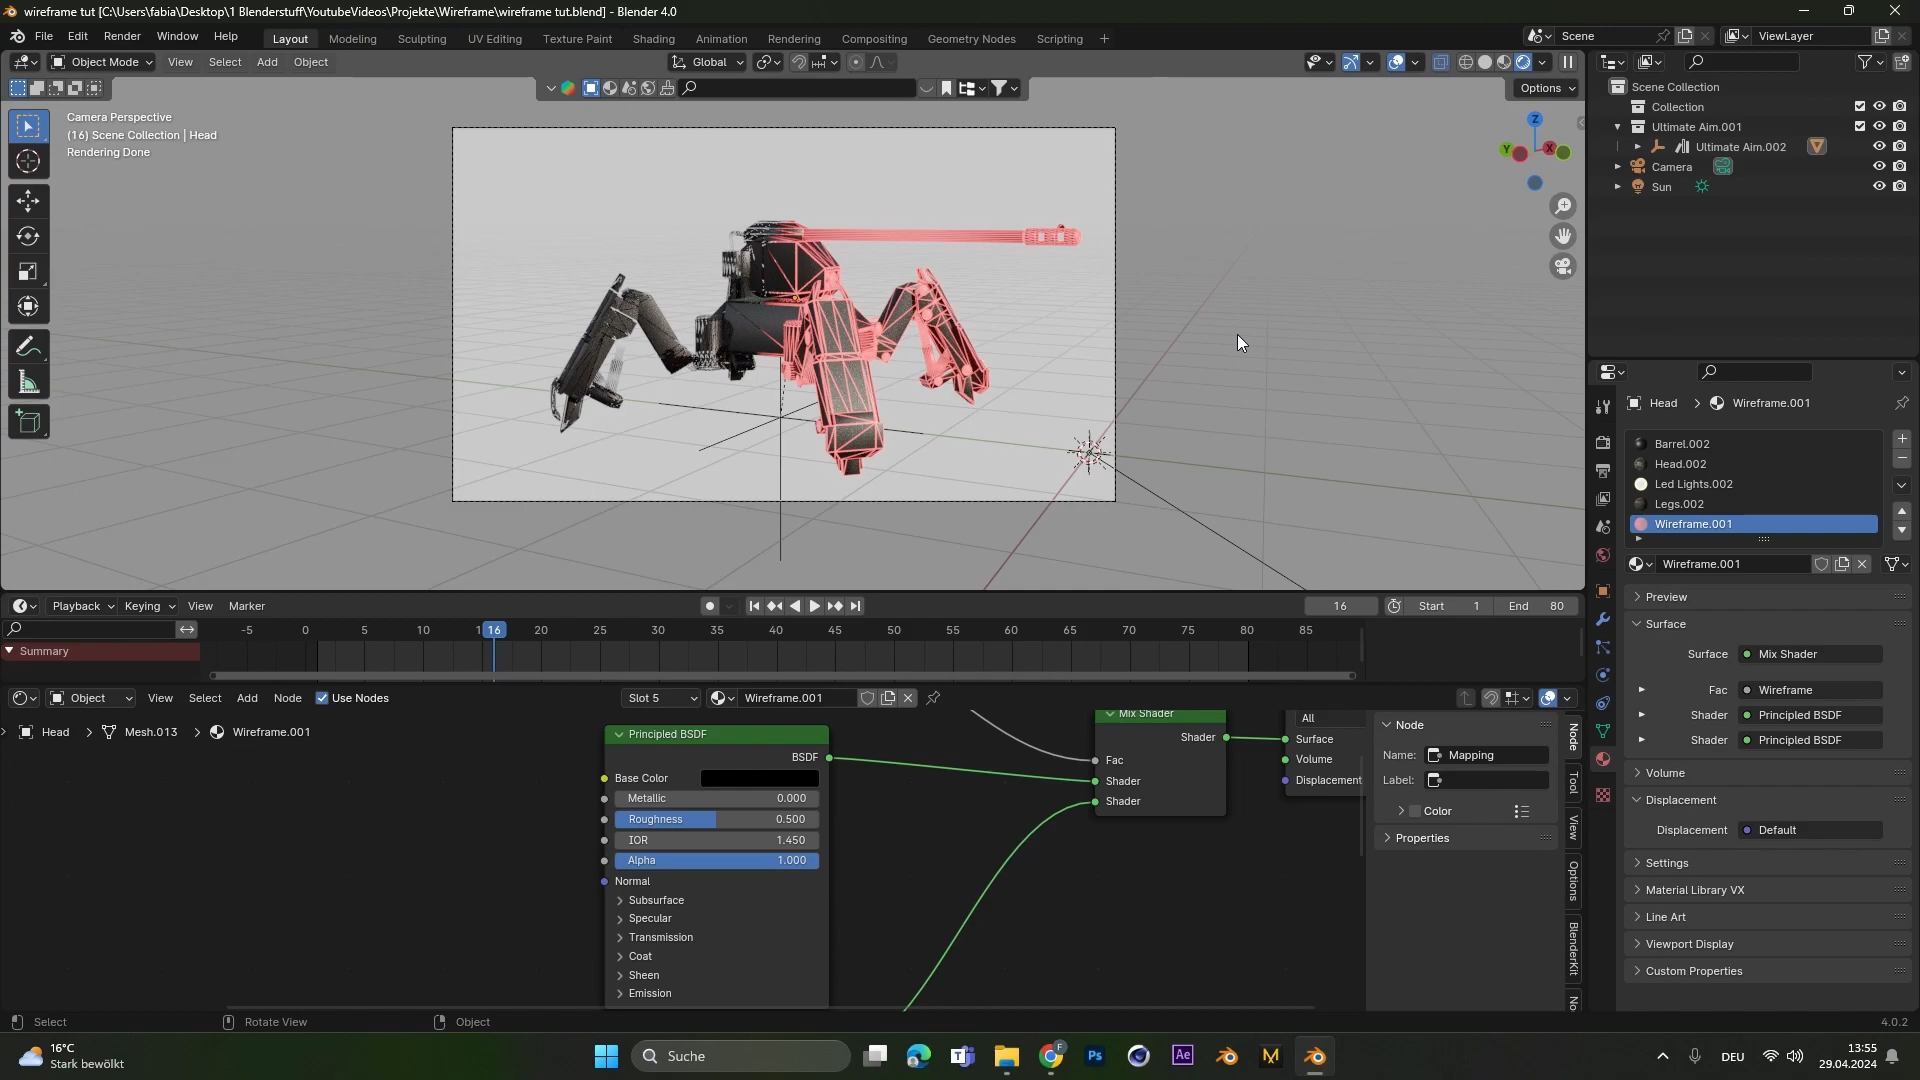 wireframe tut [C:\Users\fabia\Desktop\1 Blenderstuff\YoutubeVideos\Projekte\Wireframe\wireframe tut.blend] - Blender 4.0
File Edit Render Window Help Layout Modeling Sculpting UV Editing Texture Paint Shading Animation Rendering Compositing Geometry Nodes Scripting + Scene ViewLayer
Object Mode View Select Add Object Global
Options
Camera Perspective
(16) Scene Collection | Head
Rendering Done
Z
Y X
Scene Collection
Collection
Ultimate Aim.001
Ultimate Aim.002
Camera
Sun
Head > Wireframe.001
Barrel.002
Head.002
Led Lights.002
Legs.002
Wireframe.001
Wireframe.001
Preview
Surface
Surface Mix Shader
Fac Wireframe
Shader Principled BSDF
Shader Principled BSDF
Volume
Displacement
Displacement Default
Settings
Material Library VX
Line Art
Viewport Display
Custom Properties
Playback Keying View Marker 16 Start 1 End 80
-5 0 5 10 1 16 20 25 30 35 40 45 50 55 60 65 70 75 80 85
Summary
Object View Select Add Node Use Nodes Slot 5 Wireframe.001
Head > Mesh.013 > Wireframe.001
Principled BSDF
BSDF
Base Color
Metallic 0.000
Roughness 0.500
IOR 1.450
Alpha 1.000
Normal
Subsurface
Specular
Transmission
Coat
Sheen
Emission
Mix Shader
Shader
Fac
Shader
Shader
All
Surface
Volume
Displacement
Node
Name: Mapping
Label:
Color
Properties
Node
Tool
View
Options
BlenderKit
No
Select Rotate View Object 4.0.2
16°C
Stark bewölkt
Suche
Ps
Ae
M
DEU
13:55
29.04.2024